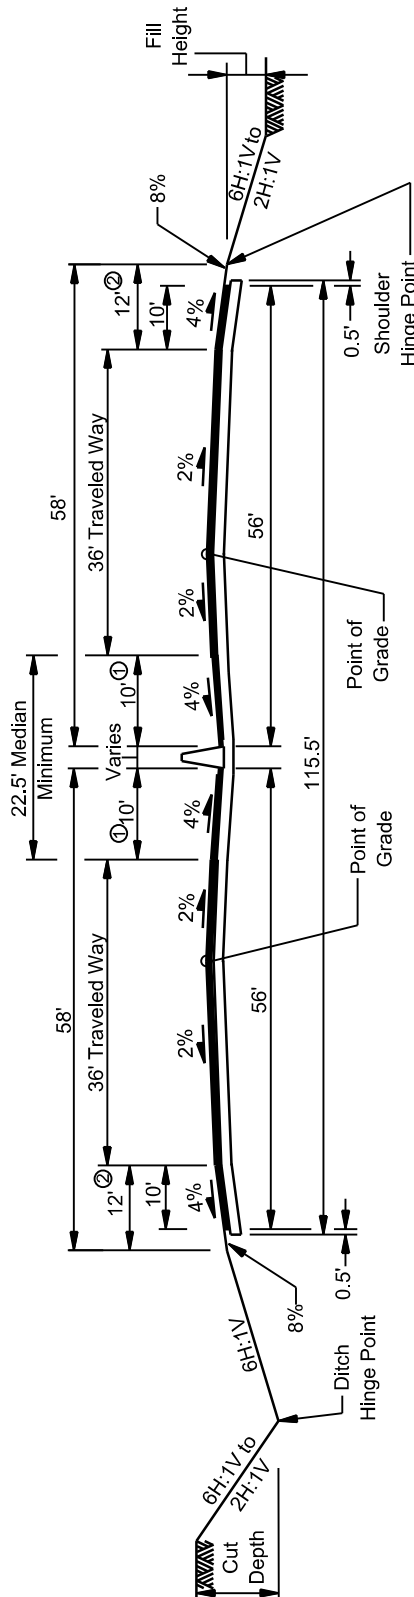 58'
58'
22.5' Median
Minimum
12' ②
36' Traveled Way
① 10'
Varies
10' ①
36' Traveled Way
12' ②
10'
10'
4%
2%
2%
4%
4%
2%
2%
4%
8%
8%
Fill
Height
6H:1V to
2H:1V
6H:1V
6H:1V to
2H:1V
Cut
Depth
0.5'
56'
56'
0.5'
115.5'
Ditch
Hinge Point
Point of
Grade
Point of
Grade
Shoulder
Hinge Point